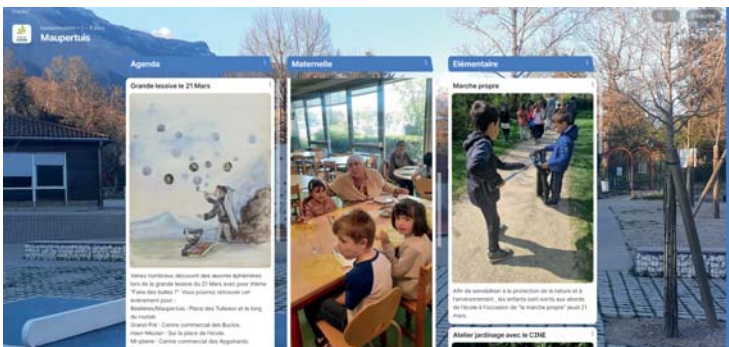 Maupertuis
Agenda
Grande lessive le 21 Mars
Venez nombreux découvrir des œuvres éphémères
lors de la grande lessive du 21 Mars avec pour thème
"Faire des bulles ?" Vous pourrez retrouver cet
événement pour :
Béalières/Maupertuis : Place des Tuileaux et le long
du ruisseau
Grand-Pré : Centre commercial des Buclos.
Haut-Meylan : Sur la place de l'école.
Mi-plaine : Centre commercial des Ayguinards.
Maternelle
Elémentaire
Marche propre
Afin de sensibiliser à la protection de la nature et à
l'environnement , les enfants sont sortis aux abords
de l'école à l'occasion de "la marche propre" jeudi 21
mars.
Atelier jardinage avec le CINE